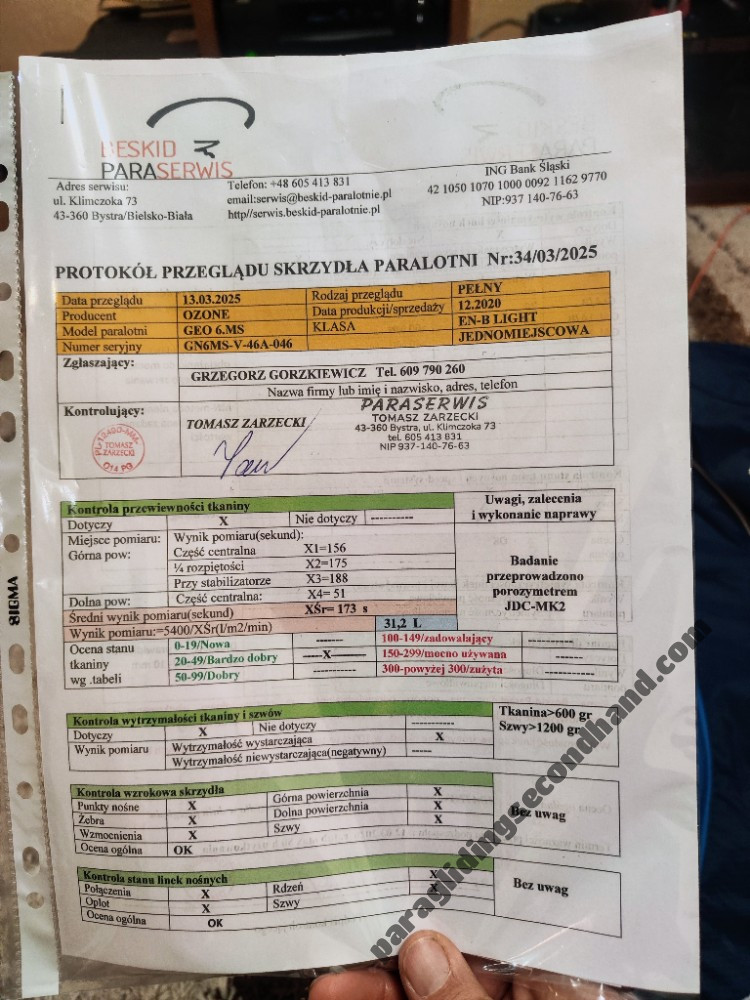 BESKID
PARASERWIS
Adres serwisu:
ul. Klimczoka 73
43-360 Bystra/Bielsko-Biała
Telefon: +48 605 413 831
email:serwis@beskid-paralotnie.pl
http//serwis.beskid-paralotnie.pl
ING Bank Śląski
42 1050 1070 1000 0092 1162 9770
NIP:937 140-76-63
PROTOKÓŁ PRZEGLĄDU SKRZYDŁA PARALOTNI Nr:34/03/2025
Data przeglądu 13.03.2025 Rodzaj przeglądu PEŁNY
Producent OZONE Data produkcji/sprzedaży 12.2020
Model paralotni GEO 6.MS KLASA EN-B LIGHT
Numer seryjny GN6MS-V-46A-046 JEDNOMIEJSCOWA
Zgłaszający:
GRZEGORZ GORZKIEWICZ Tel. 609 790 260
Nazwa firmy lub imię i nazwisko, adres, telefon
Kontrolujący:
TOMASZ ZARZECKI
PARASERWIS
TOMASZ ZARZECKI
43-360 Bystra, ul. Klimczoka 73
tel. 605 413 831
NIP 937-140-76-63
TOMASZ
ZARZECKI
Kontrola przewiewności tkaniny
Uwagi, zalecenia
i wykonanie naprawy
Dotyczy X Nie dotyczy ----------
Miejsce pomiaru: Wynik pomiaru(sekund):
Górna pow: Część centralna X1=156
¼ rozpiętości X2=175
Przy stabilizatorze X3=188
Dolna pow: Część centralna: X4= 51
Badanie
przeprowadzono
porozymetrem
JDC-MK2
Średni wynik pomiaru(sekund) XŚr= 173 s
Wynik pomiaru:=5400/XŚr(l/m2/min) 31,2 L
Ocena stanu 0-19/Nowa ------- 100-149/zadowalający ----------
tkaniny 20-49/Bardzo dobry -----X------- 150-299/mocno używana ------
wg .tabeli 50-99/Dobry 300-powyżej 300/zużyta ------
Kontrola wytrzymałości tkaniny i szwów
Tkanina>600 gr
Szwy>1200 gr
Dotyczy X Nie dotyczy ----------
Wynik pomiaru Wytrzymałość wystarczająca X
Wytrzymałość niewystarczająca(negatywny) -----
Kontrola wzrokowa skrzydła
Punkty nośne X Górna powierzchnia X
Żebra X Dolna powierzchnia X
Wzmocnienia X Szwy X
Ocena ogólna OK
Bez uwag
Kontrola stanu linek nośnych
Połączenia X Rdzeń X
Oplot X Szwy X
Ocena ogólna OK
Bez uwag
SIGMA
paraglidingsecondhand.com